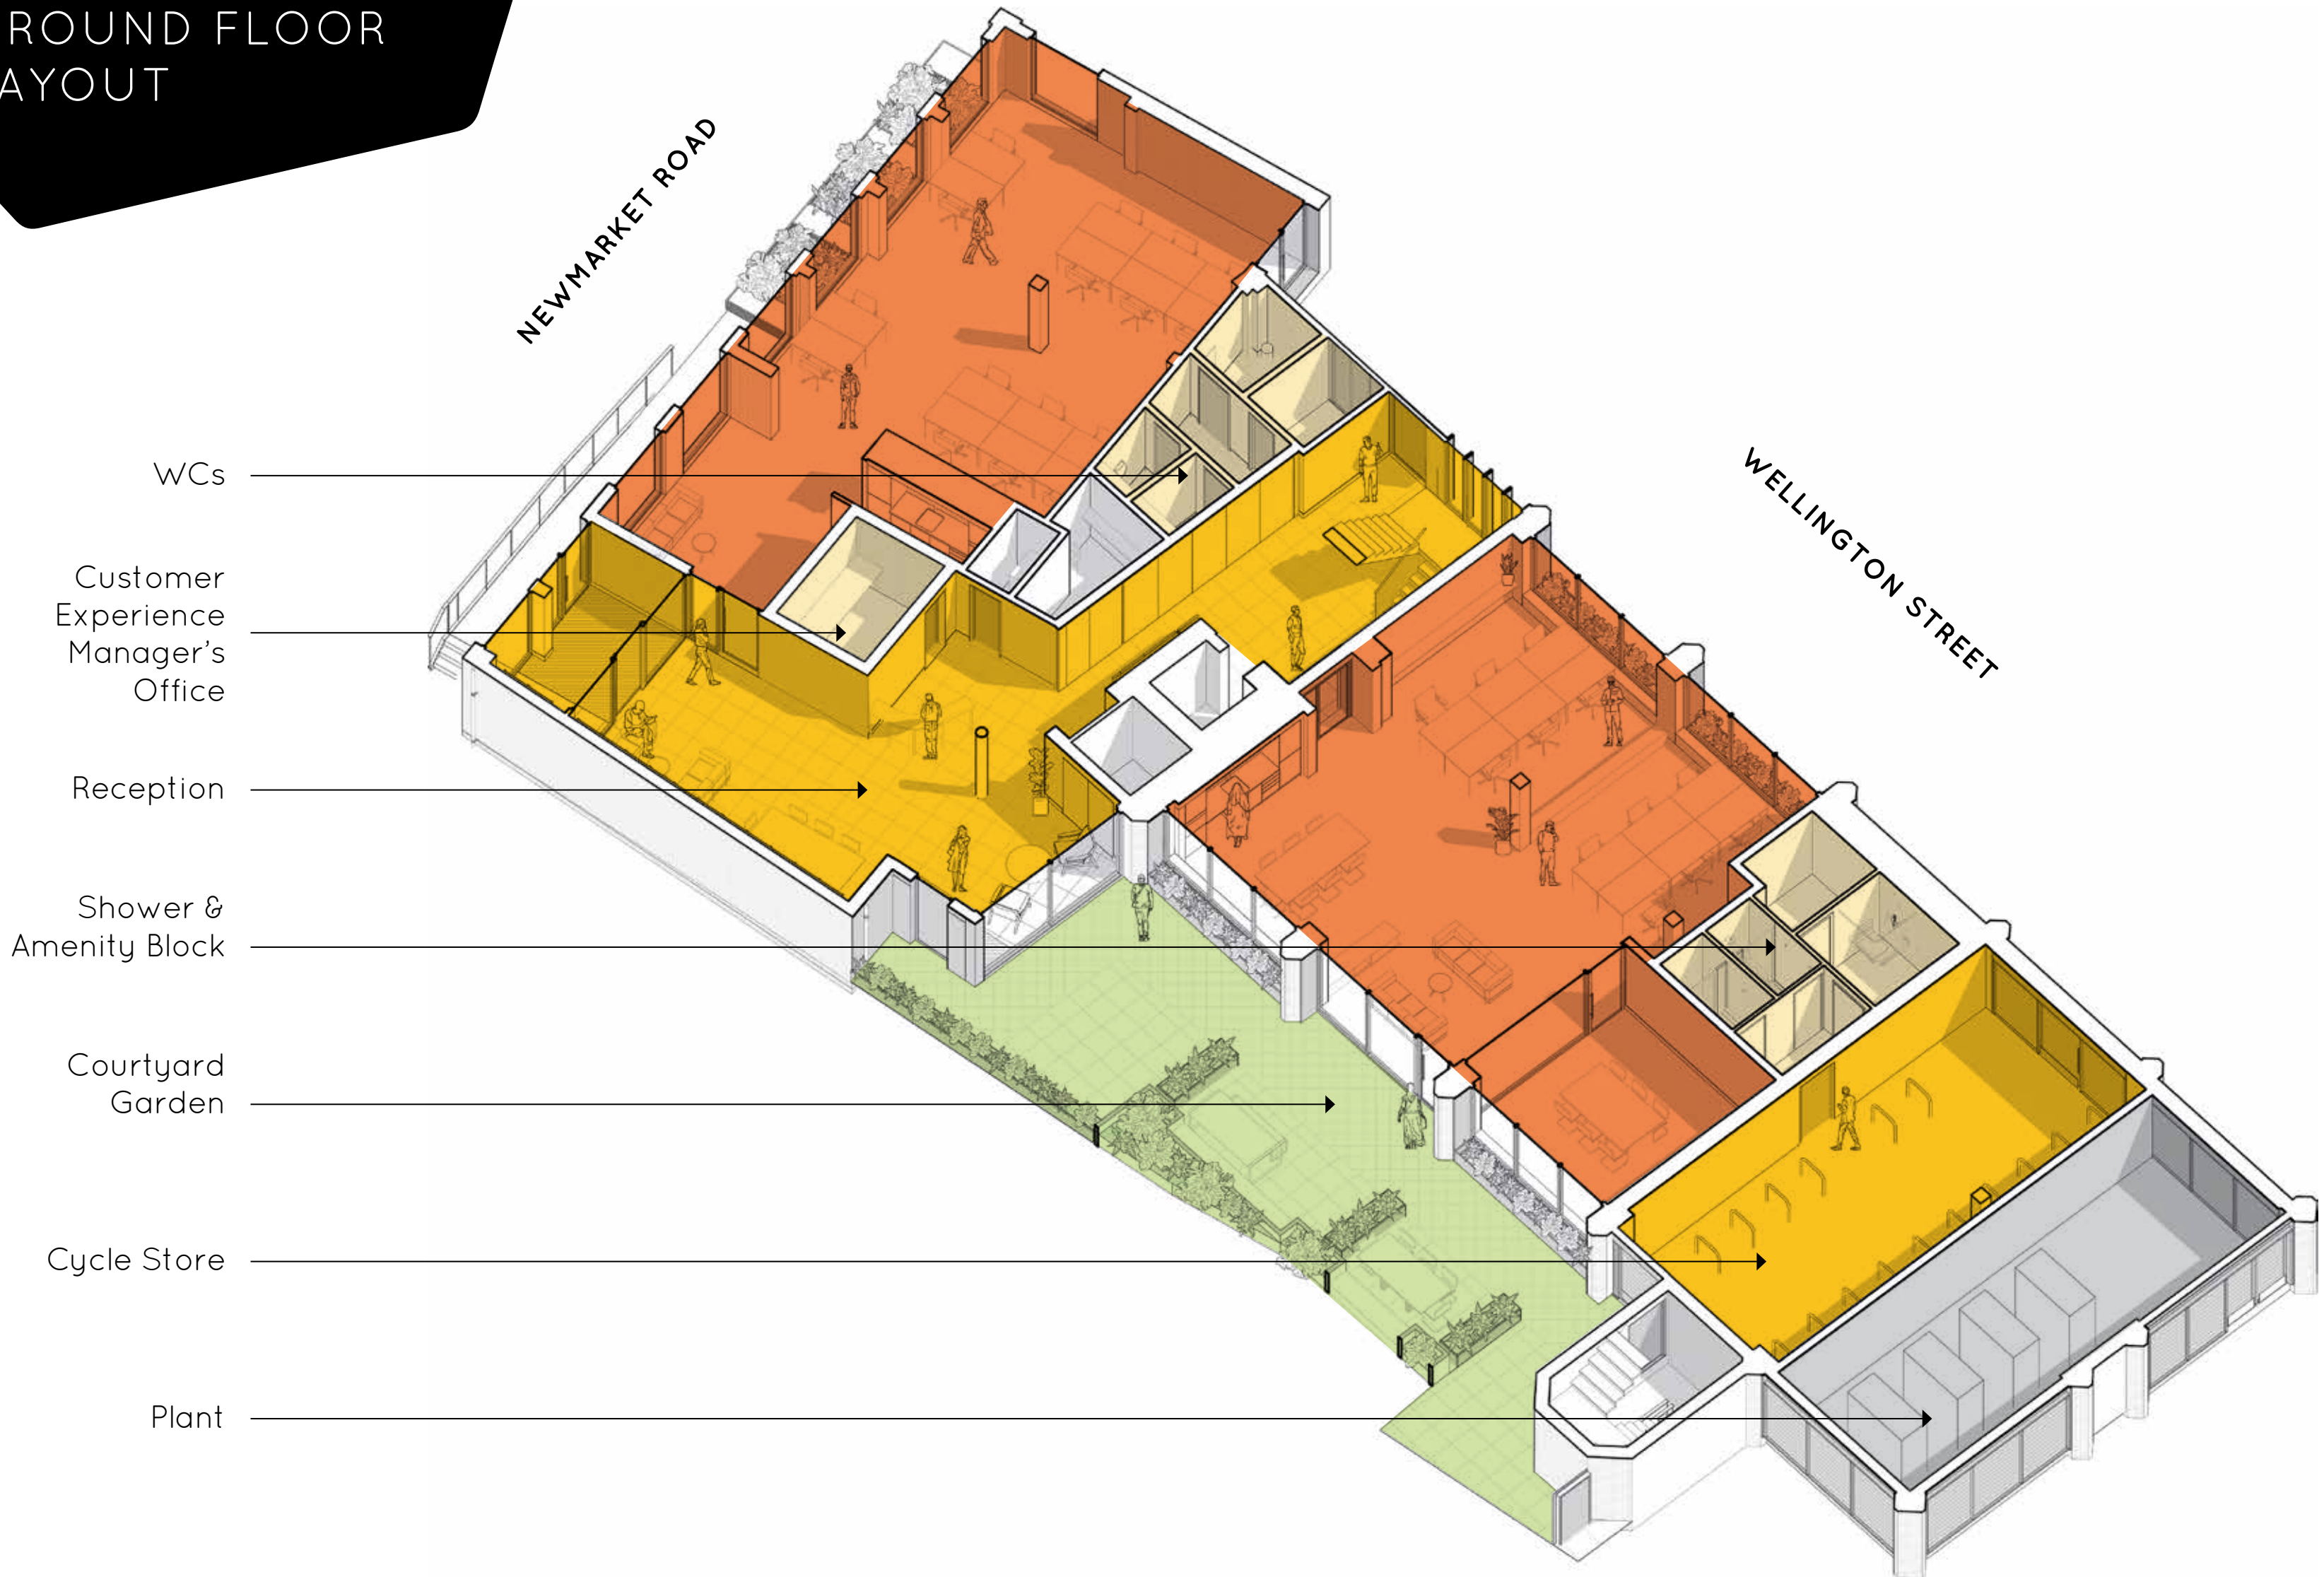 ROUND FLOOR
AYOUT
NEWMARKET ROAD
WELLINGTON STREET
WCs
Customer
Experience
Manager's
Office
Reception
Shower &
Amenity Block
Courtyard
Garden
Cycle Store
Plant